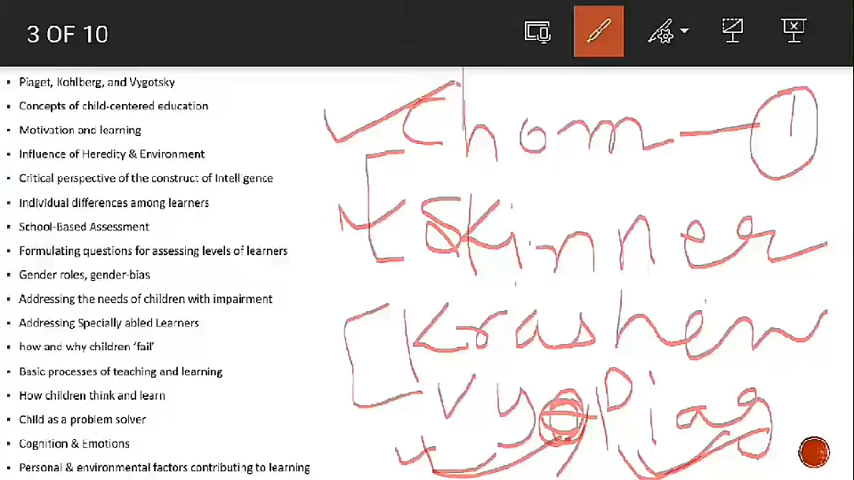 3 OF 10
Piaget, Kohlberg, and Vygotsky
Concepts of child-centered education
Motivation and learning
Influence of Heredity & Environment
Critical perspective of the construct of Intelligence
Individual differences among learners
School-Based Assessment
Formulating questions for assessing levels of learners
Gender roles, gender-bias
Addressing the needs of children with impairment
Addressing Specially abled Learners
how and why children ‘fail’
Basic processes of teaching and learning
How children think and learn
Child as a problem solver
Cognition & Emotions
Personal & environmental factors contributing to learning
Chom - 1
Skinner
Krashen
Vyg Piag